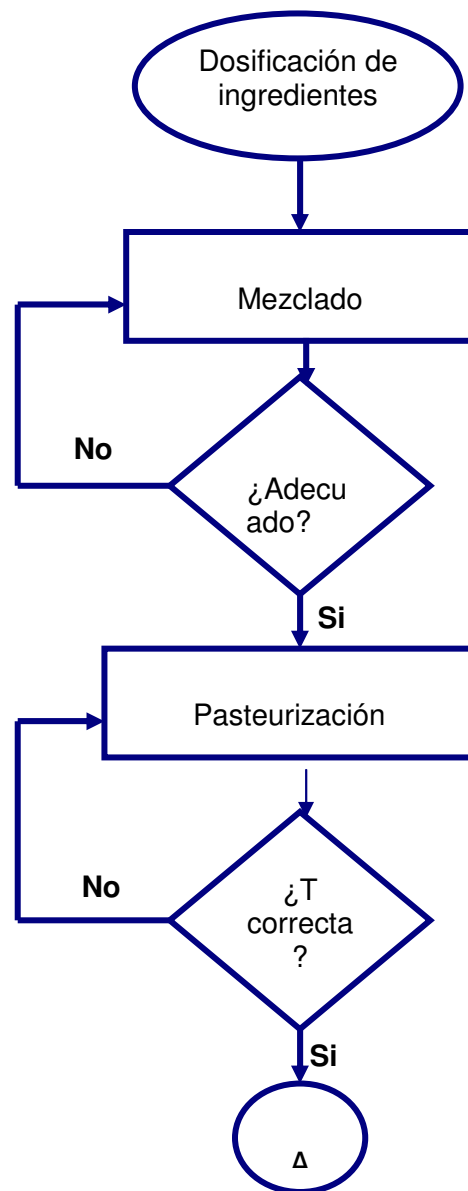 Dosificación de
ingredientes
Mezclado
No
¿Adecu
ado?
Si
Pasteurización
No
¿T
correcta
?
Si